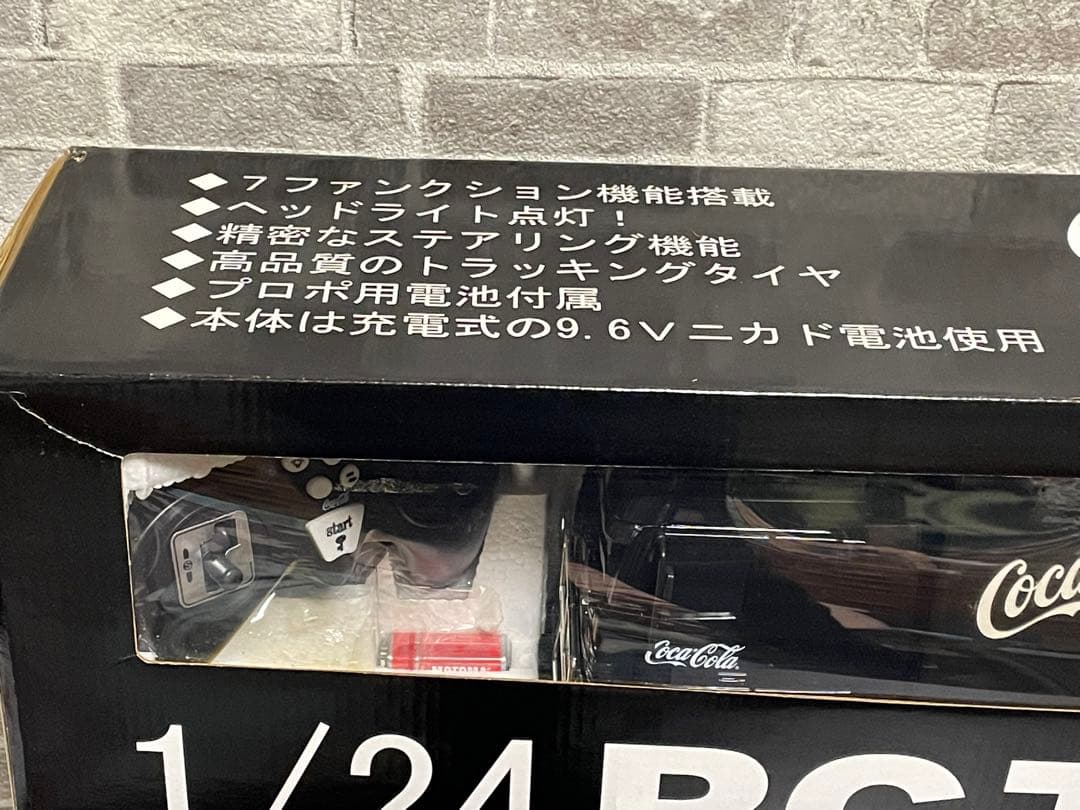 ◆7ファンクション機能搭載
◆ヘッドライト点灯!
◆精密なステアリング機能
◆高品質のトラッキングタイヤ
◆プロポ用電池付属
◆本体は充電式の9.6Vニカド電池使用
start
Coca-Cola
MOTOMA
1/24